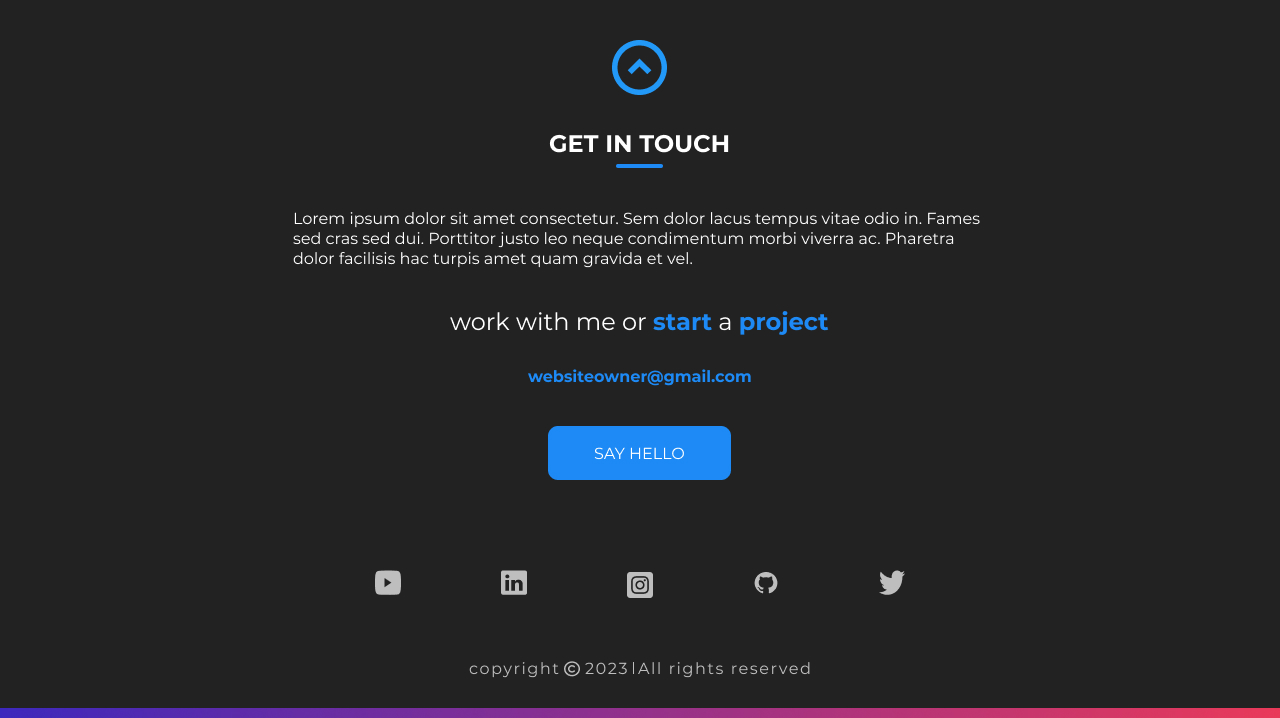 GET IN TOUCH
Lorem ipsum dolor sit amet consectetur. Sem dolor lacus tempus vitae odio in. Fames
sed cras sed dui. Porttitor justo leo neque condimentum morbi viverra ac. Pharetra
dolor facilisis hac turpis amet quam gravida et vel.
work with me or start a project
websiteowner@gmail.com
SAY HELLO
in
copyright © 2023 |All rights reserved